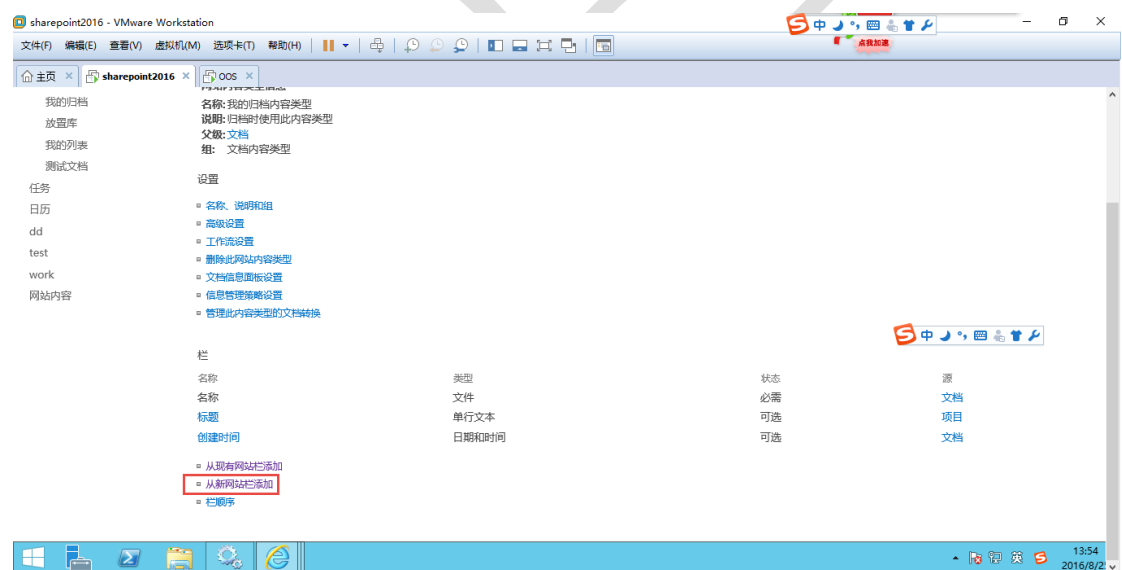 sharepoint2016 - VMware Workstation
中
文件(F) 编辑(E) 查看(V) 虚拟机(M) 选项卡(T) 帮助(H)
点我加速
主页 sharepoint2016 OOS
我的归档
放置库
我的列表
测试文档
任务
日历
dd
test
work
网站内容
名称: 我的归档内容类型
说明: 归档时使用此内容类型
父级: 文档
组: 文档内容类型
设置
名称、说明和组
高级设置
工作流设置
删除此网站内容类型
文档信息面板设置
信息管理策略设置
管理此内容类型的文档转换
中
栏
名称 类型 状态 源
名称 文件 必需 文档
标题 单行文本 可选 项目
创建时间 日期和时间 可选 文档
从现有网站栏添加
从新网站栏添加
栏顺序
英
13:54
2016/8/2